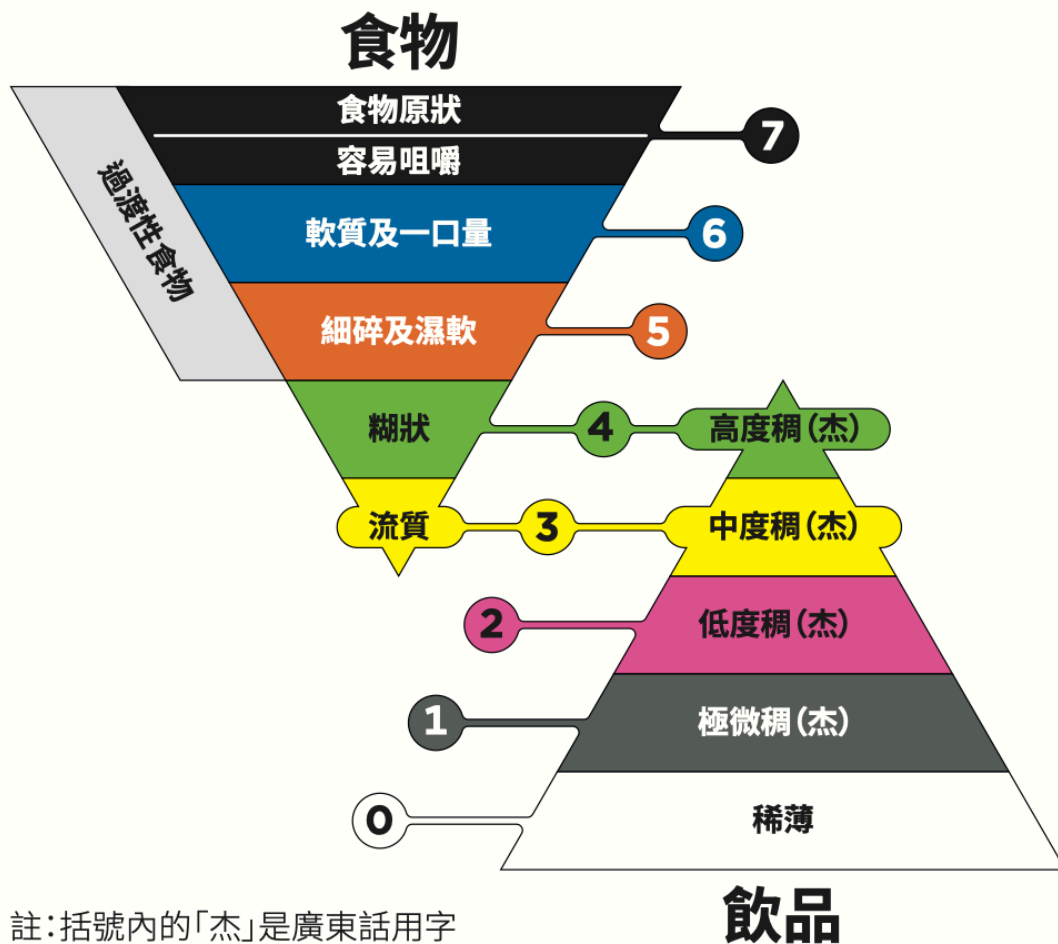 食物
食物原狀
7
容易咀嚼
過渡性食物
軟質及一口量
6
細碎及濕軟
5
糊狀
4
高度稠(杰)
流質
3
中度稠(杰)
2
低度稠(杰)
1
極微稠(杰)
0
稀薄
飲品
註:括號內的「杰」是廣東話用字